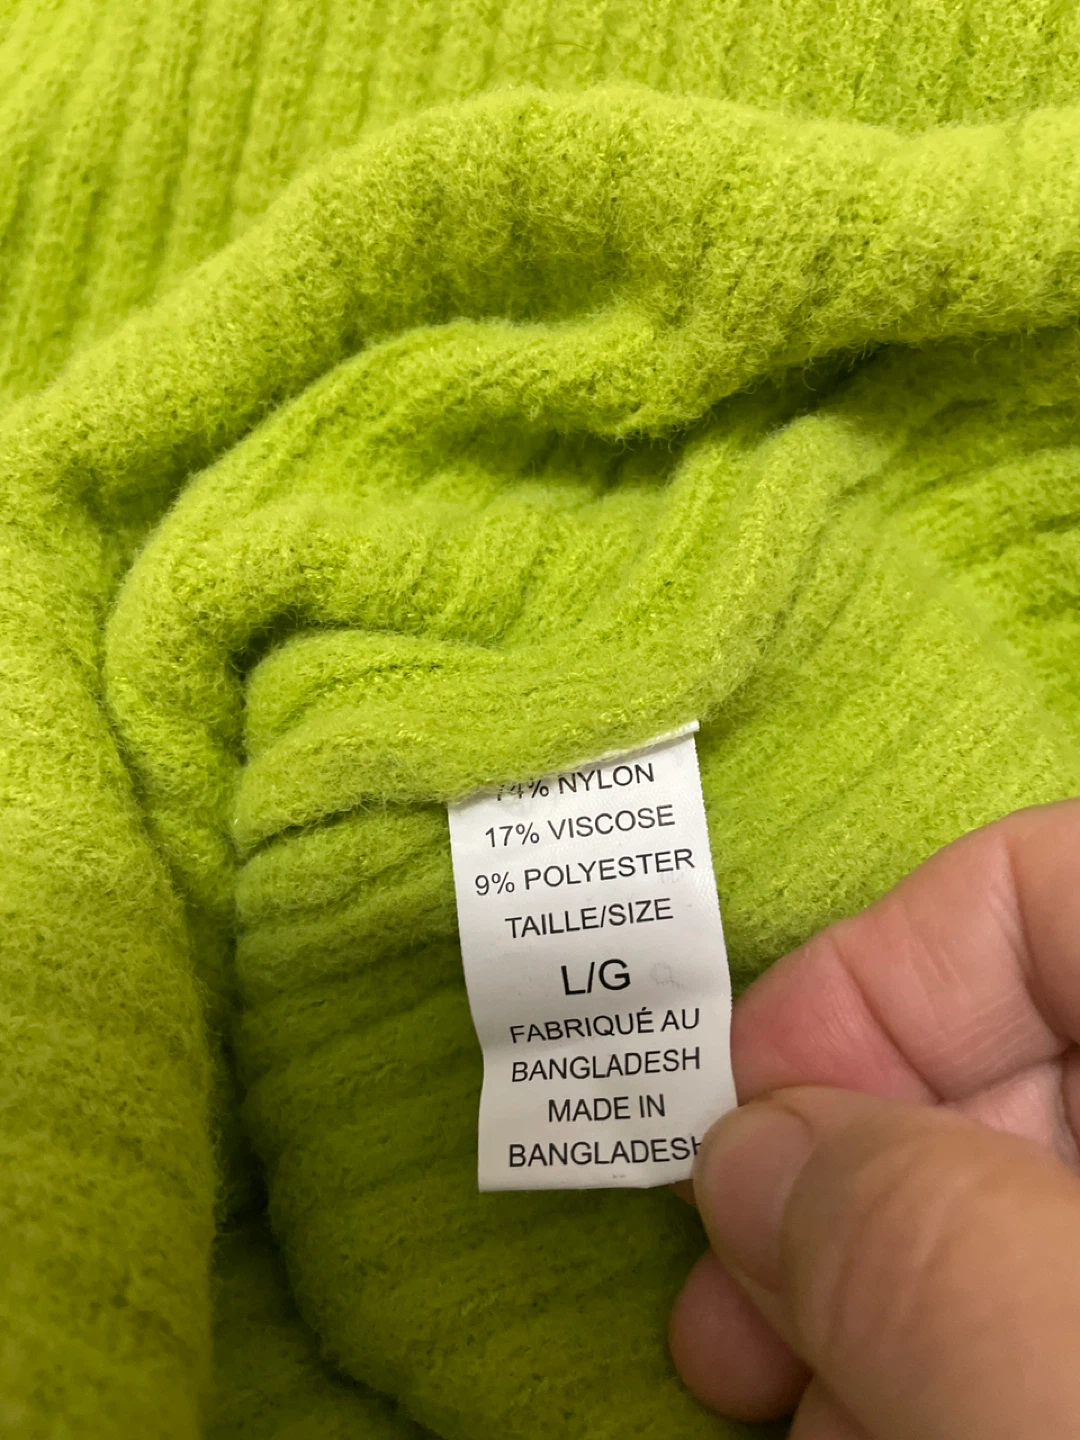 74% NYLON
17% VISCOSE
9% POLYESTER
TAILLE/SIZE
L/G
FABRIQUÉ AU
BANGLADESH
MADE IN
BANGLADESH